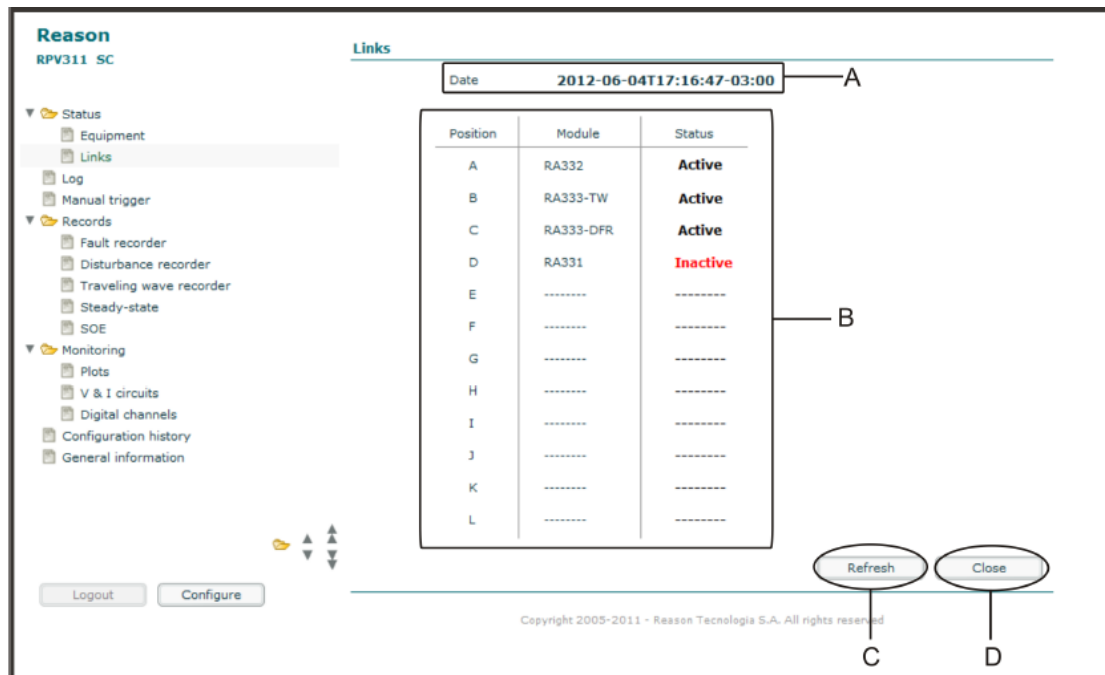 Reason
RPV311 SC
Links
Date 2012-06-04T17:16:47-03:00 A
Status
Equipment
Links
Log
Manual trigger
Records
Fault recorder
Disturbance recorder
Traveling wave recorder
Steady-state
SOE
Monitoring
Plots
V & I circuits
Digital channels
Configuration history
General information
Logout Configure
Position Module Status
A RA332 Active
B RA333-TW Active
C RA333-DFR Active
D RA331 Inactive
E -------- --------
F -------- --------
G -------- --------
H -------- --------
I -------- --------
J -------- --------
K -------- --------
L -------- --------
B
Refresh Close
Copyright 2005-2011 - Reason Tecnologia S.A. All rights reserved
C D